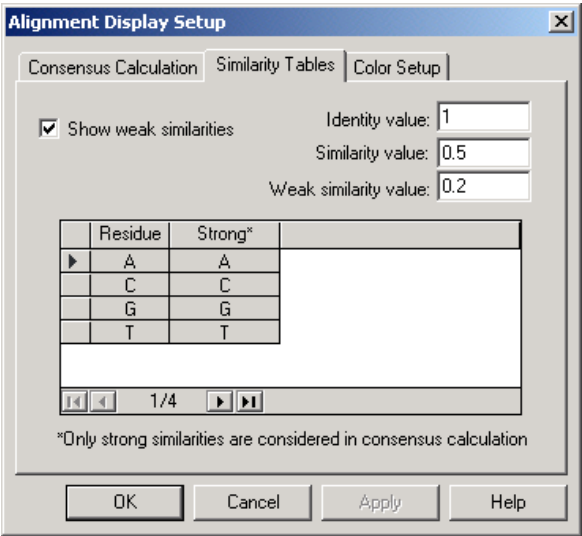 Alignment Display Setup
Consensus Calculation Similarity Tables Color Setup
Show weak similarities
Identity value: 1
Similarity value: 0.5
Weak similarity value: 0.2
Residue Strong*
A A
C C
G G
T T
1/4
*Only strong similarities are considered in consensus calculation
OK Cancel Apply Help